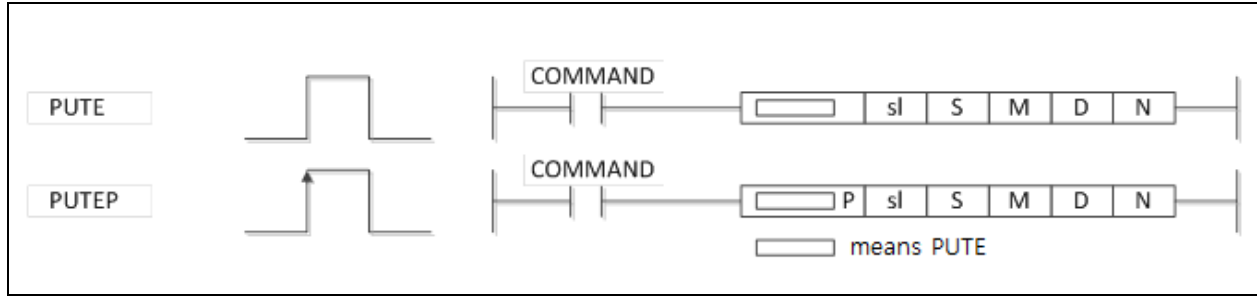 COMMAND
PUTE sl S M D N
COMMAND
PUTEP P sl S M D N
means PUTE